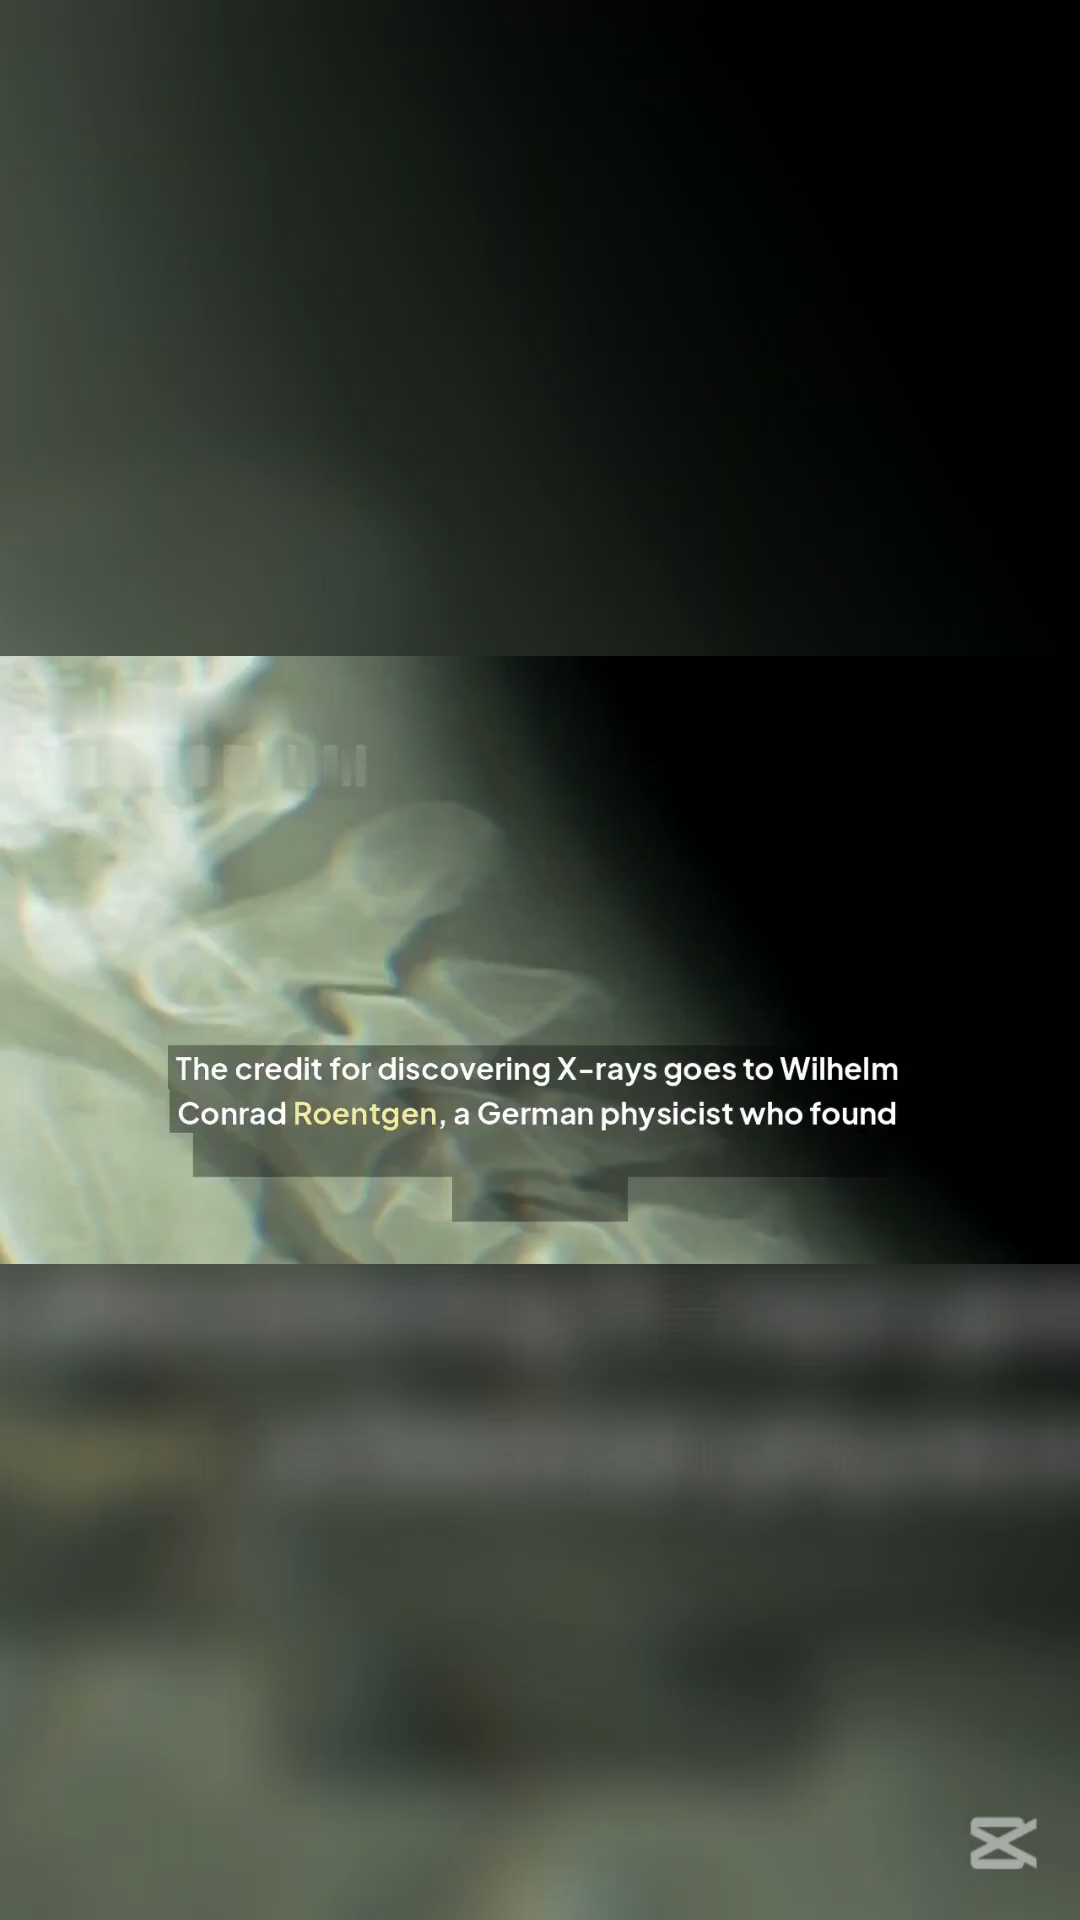 The credit for discovering X-rays goes to Wilhelm
Conrad Roentgen, a German physicist who found